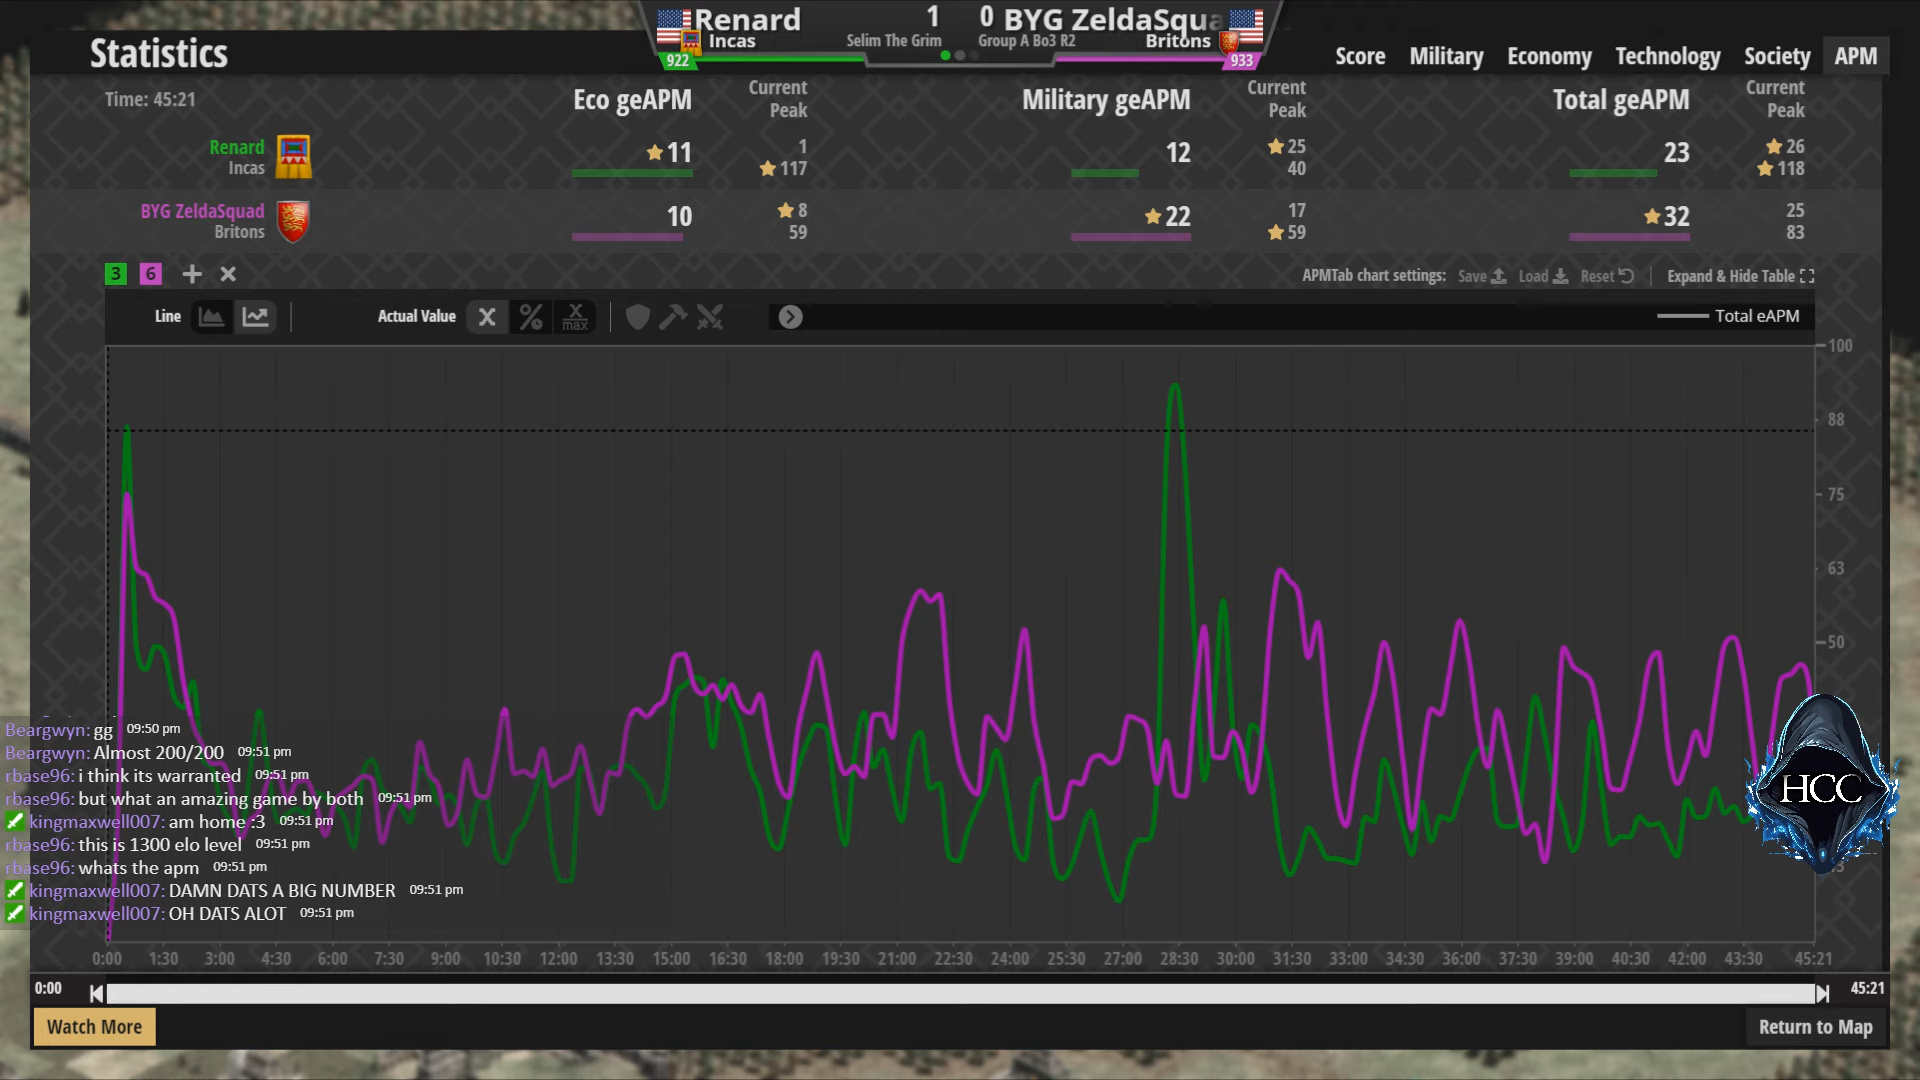 Renard
1
0
BYG ZeldaSqua
Incas
Selim The Grim
Group A Bo3 R2
Britons
922
933
Statistics
Score
Military
Economy
Technology
Society
APM
Time: 45:21
Eco geAPM
Current
Peak
Military geAPM
Current
Peak
Total geAPM
Current
Peak
Renard
Incas
11
1
117
12
25
40
23
26
118
BYG ZeldaSquad
Britons
10
8
59
22
17
59
32
25
83
3
6
APMTab chart settings:
Save
Load
Reset
Expand & Hide Table
Line
Actual Value
X
%
X
max
Total eAPM
100
88
75
63
50
Beargwyn: gg 09:50 pm
Beargwyn: Almost 200/200 09:51 pm
rbase96: i think its warranted 09:51 pm
rbase96: but what an amazing game by both 09:51 pm
kingmaxwell007: am home :3 09:51 pm
rbase96: this is 1300 elo level 09:51 pm
rbase96: whats the apm 09:51 pm
kingmaxwell007: DAMN DATS A BIG NUMBER 09:51 pm
kingmaxwell007: OH DATS ALOT 09:51 pm
HCC
0:00 1:30 3:00 4:30 6:00 7:30 9:00 10:30 12:00 13:30 15:00 16:30 18:00 19:30 21:00 22:30 24:00 25:30 27:00 28:30 30:00 31:30 33:00 34:30 36:00 37:30 39:00 40:30 42:00 43:30 45:21
0:00
45:21
Watch More
Return to Map